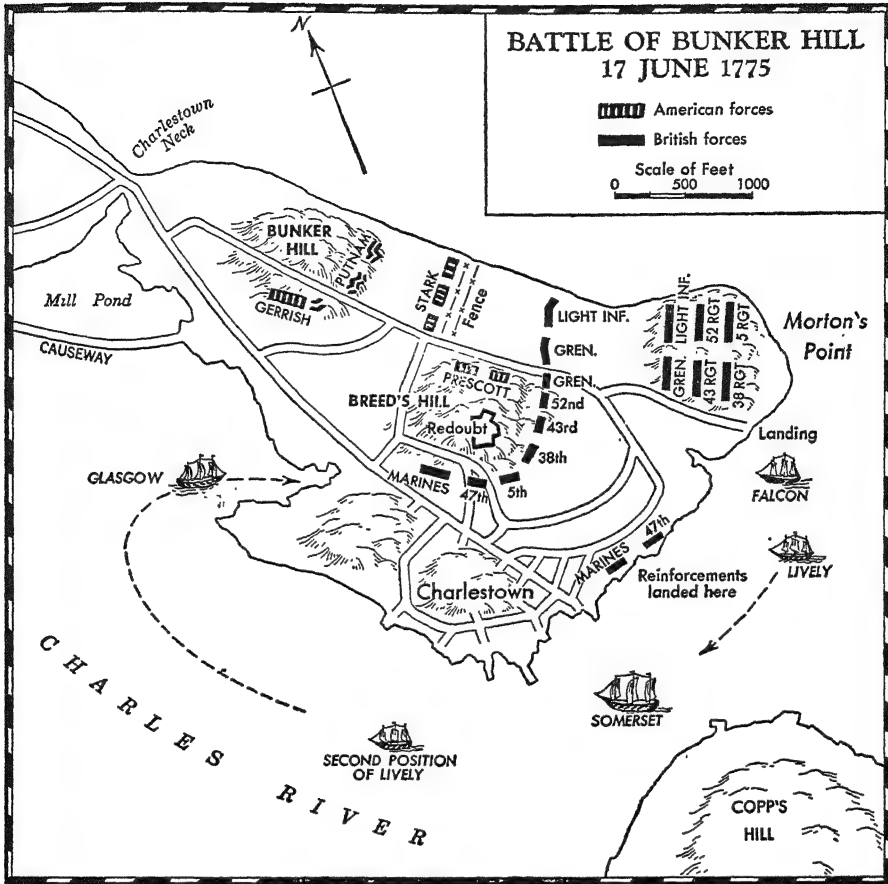 BATTLE OF BUNKER HILL
17 JUNE 1775
American forces
British forces
Scale of Feet
0 500 1000
N
Charlestown
Neck
BUNKER
HILL
PUTNAM
GERRISH
STARK
Fence
Mill Pond
CAUSEWAY
LIGHT INF.
GREN.
GREN.
52nd
43rd
38th
5th
47th
MARINES
PRESCOTT
BREED'S HILL
Redoubt
LIGHT INF.
52 RGT
5 RGT
GREN.
43 RGT
38 RGT
Morton's
Point
Landing
FALCON
GLASGOW
LIVELY
MARINES
47th
Reinforcements
landed here
Charlestown
SOMERSET
SECOND POSITION
OF LIVELY
CHARLES RIVER
COPP'S
HILL